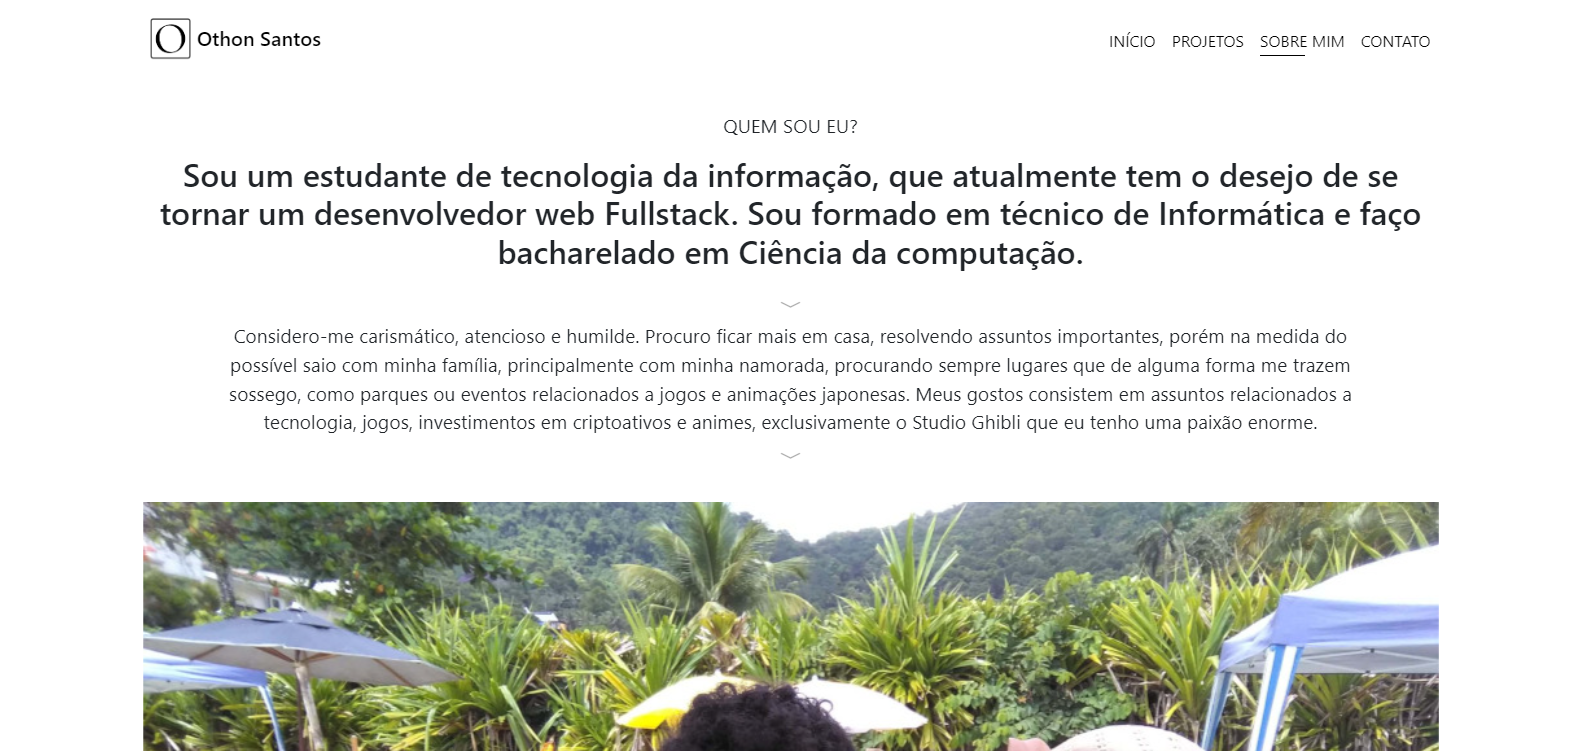 O Othon Santos
INÍCIO PROJETOS SOBRE MIM CONTATO
QUEM SOU EU?
Sou um estudante de tecnologia da informação, que atualmente tem o desejo de se
tornar um desenvolvedor web Fullstack. Sou formado em técnico de Informática e faço
bacharelado em Ciência da computação.
Considero-me carismático, atencioso e humilde. Procuro ficar mais em casa, resolvendo assuntos importantes, porém na medida do
possível saio com minha família, principalmente com minha namorada, procurando sempre lugares que de alguma forma me trazem
sossego, como parques ou eventos relacionados a jogos e animações japonesas. Meus gostos consistem em assuntos relacionados a
tecnologia, jogos, investimentos em criptoativos e animes, exclusivamente o Studio Ghibli que eu tenho uma paixão enorme.